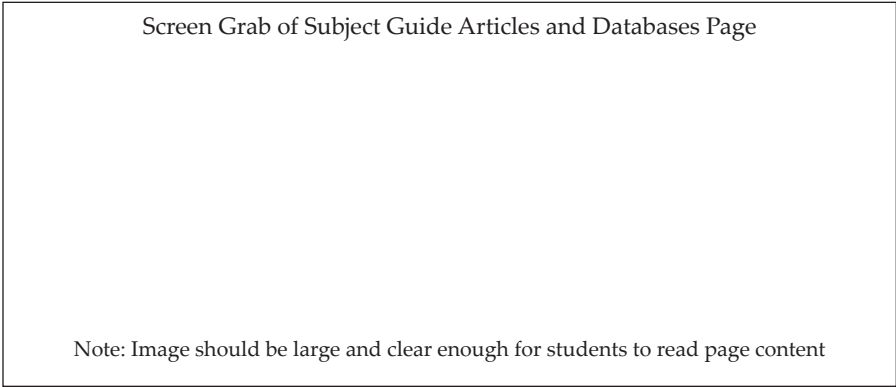 Screen Grab of Subject Guide Articles and Databases Page
Note: Image should be large and clear enough for students to read page content